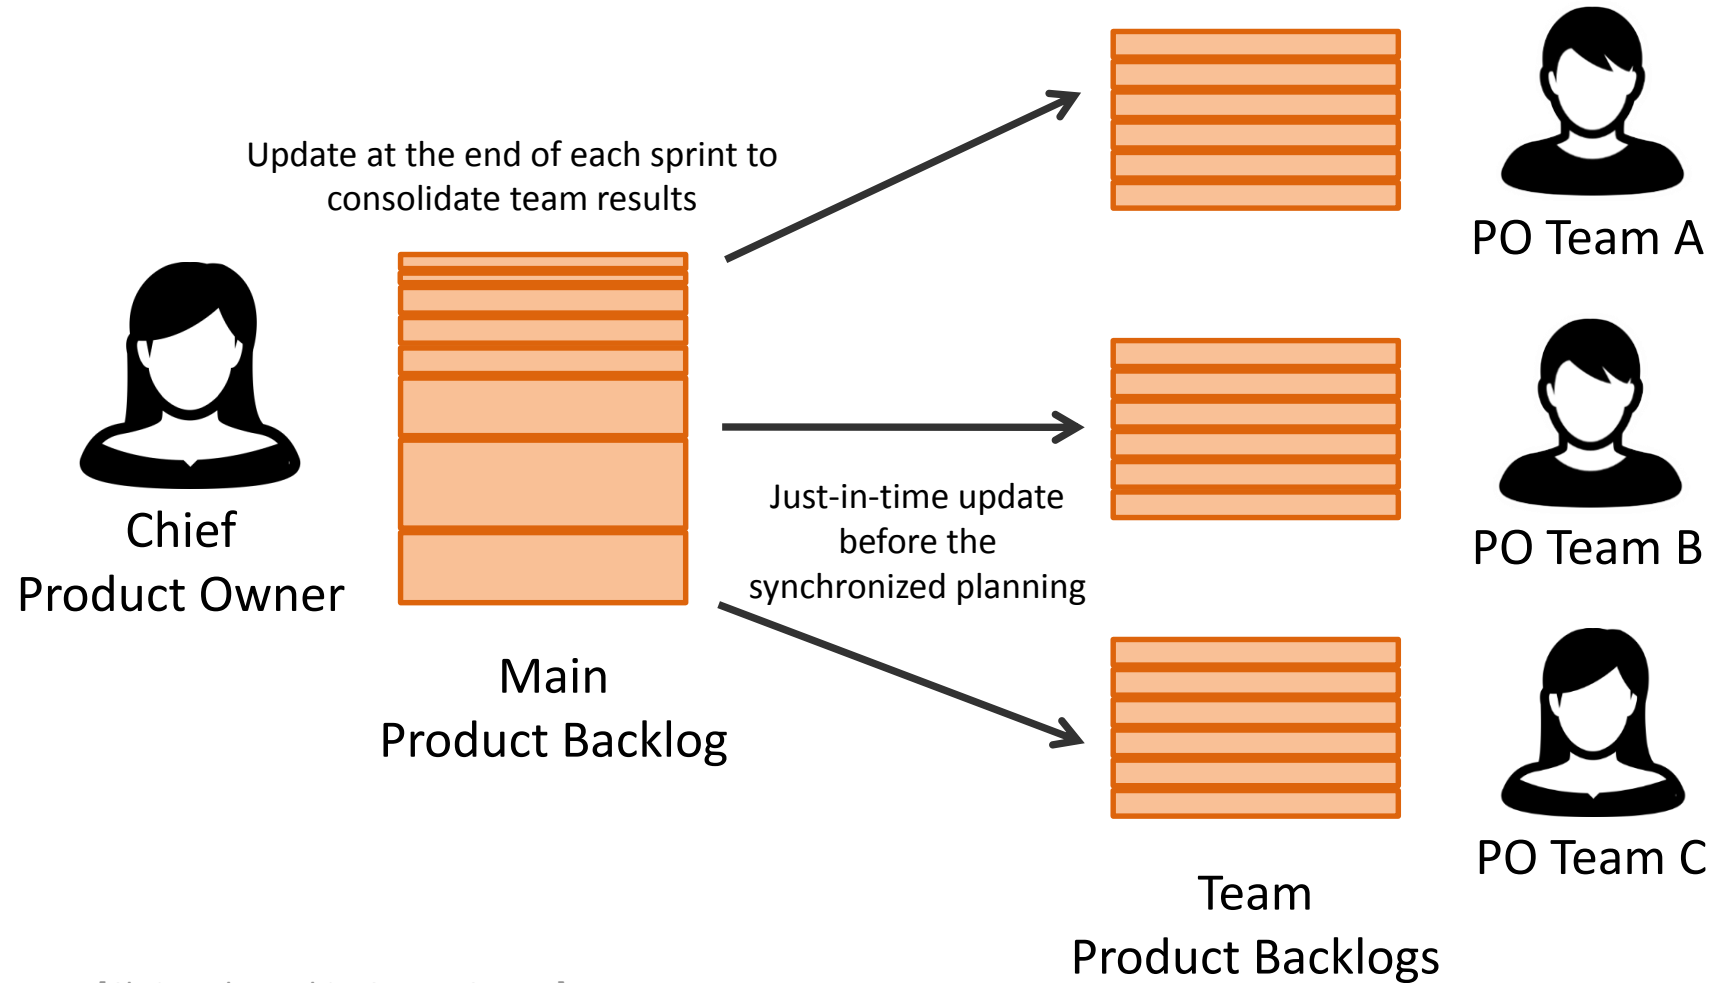 Update at the end of each sprint to
consolidate team results
Chief
Product Owner
Main
Product Backlog
Just-in-time update
before the
synchronized planning
PO Team A
PO Team B
PO Team C
Team
Product Backlogs